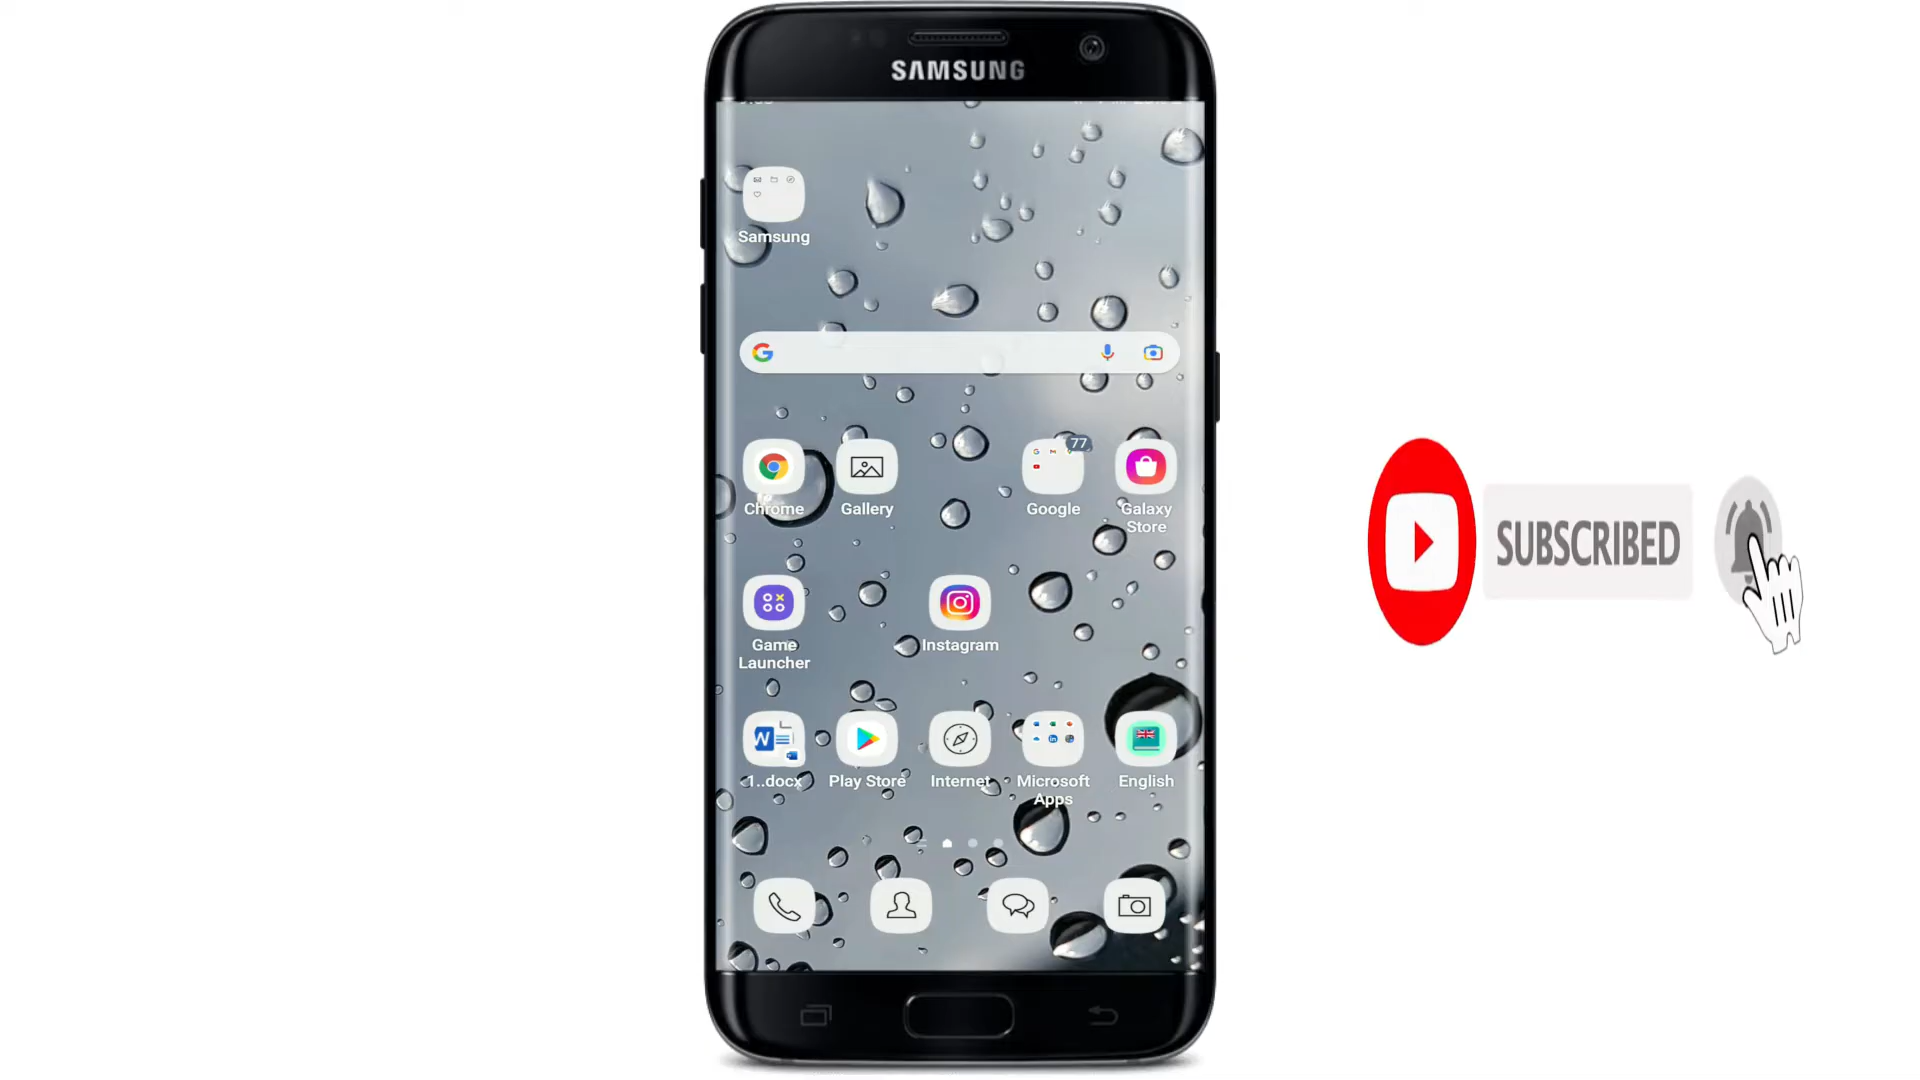 SAMSUNG
Samsung
77
Chrome
Gallery
Google
Galaxy
Store
Game
Launcher
Instagram
SUBSCRIBED
1..docx
Play Store
Internet
Microsoft
Apps
English